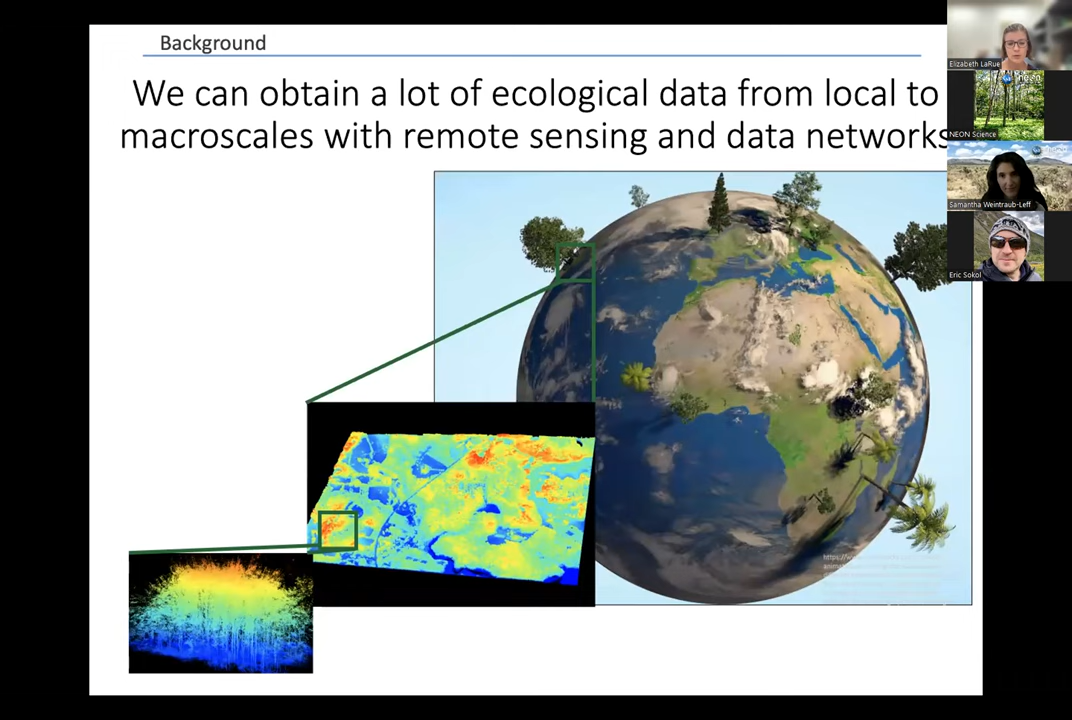 Background
We can obtain a lot of ecological data from local to
macroscales with remote sensing and data networks
Elizabeth LaRue
NEON Science
Samantha Weintraub-Leff
Eric Sokol